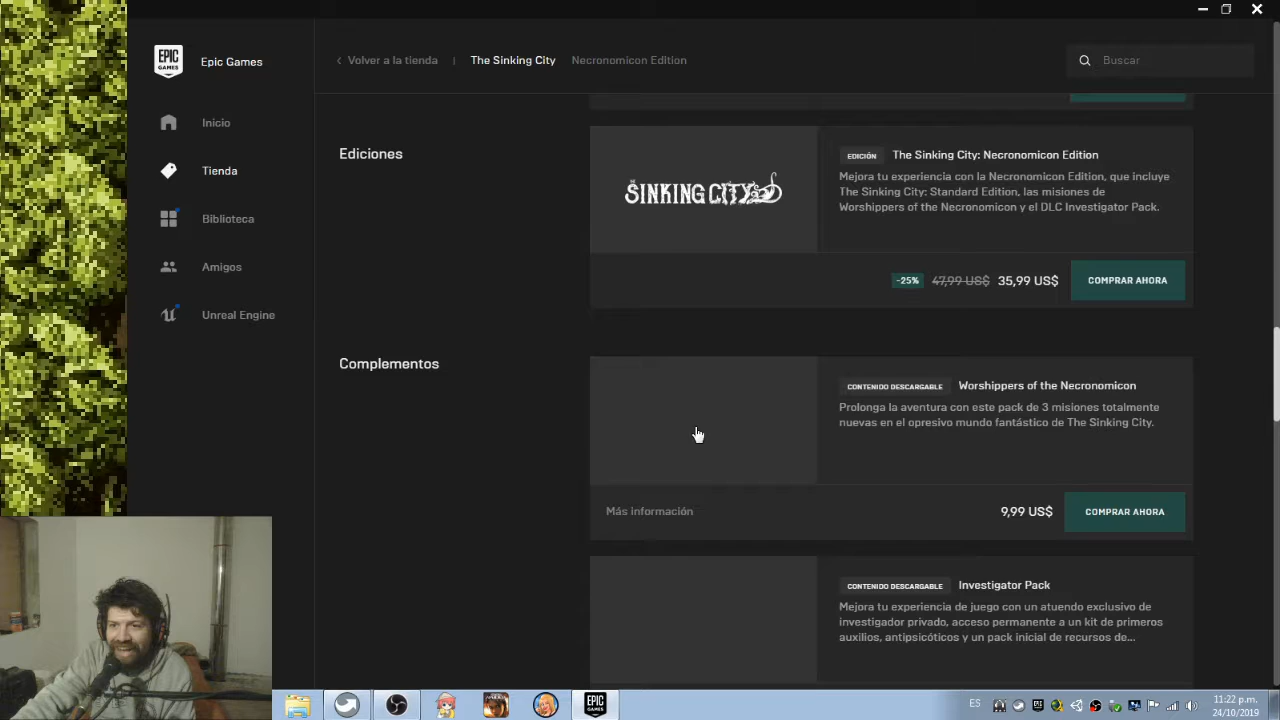 EPIC GAMES
Epic Games
Volver a la tienda | The Sinking City Necronomicon Edition
Buscar
Inicio
Tienda
Biblioteca
Amigos
Unreal Engine
Ediciones
SINKING CITY
EDICIÓN The Sinking City: Necronomicon Edition
Mejora tu experiencia con la Necronomicon Edition, que incluye
The Sinking City: Standard Edition, las misiones de
Worshippers of the Necronomicon y el DLC Investigator Pack.
-25% 47,99 US$ 35,99 US$ COMPRAR AHORA
Complementos
CONTENIDO DESCARGABLE Worshippers of the Necronomicon
Prolonga la aventura con este pack de 3 misiones totalmente
nuevas en el opresivo mundo fantástico de The Sinking City.
Más información 9,99 US$ COMPRAR AHORA
CONTENIDO DESCARGABLE Investigator Pack
Mejora tu experiencia de juego con un atuendo exclusivo de
investigador privado, acceso permanente a un kit de primeros
auxilios, antipsicóticos y un pack inicial de recursos de...
EPIC GAMES
ES
11:22 p.m.
24/10/2019